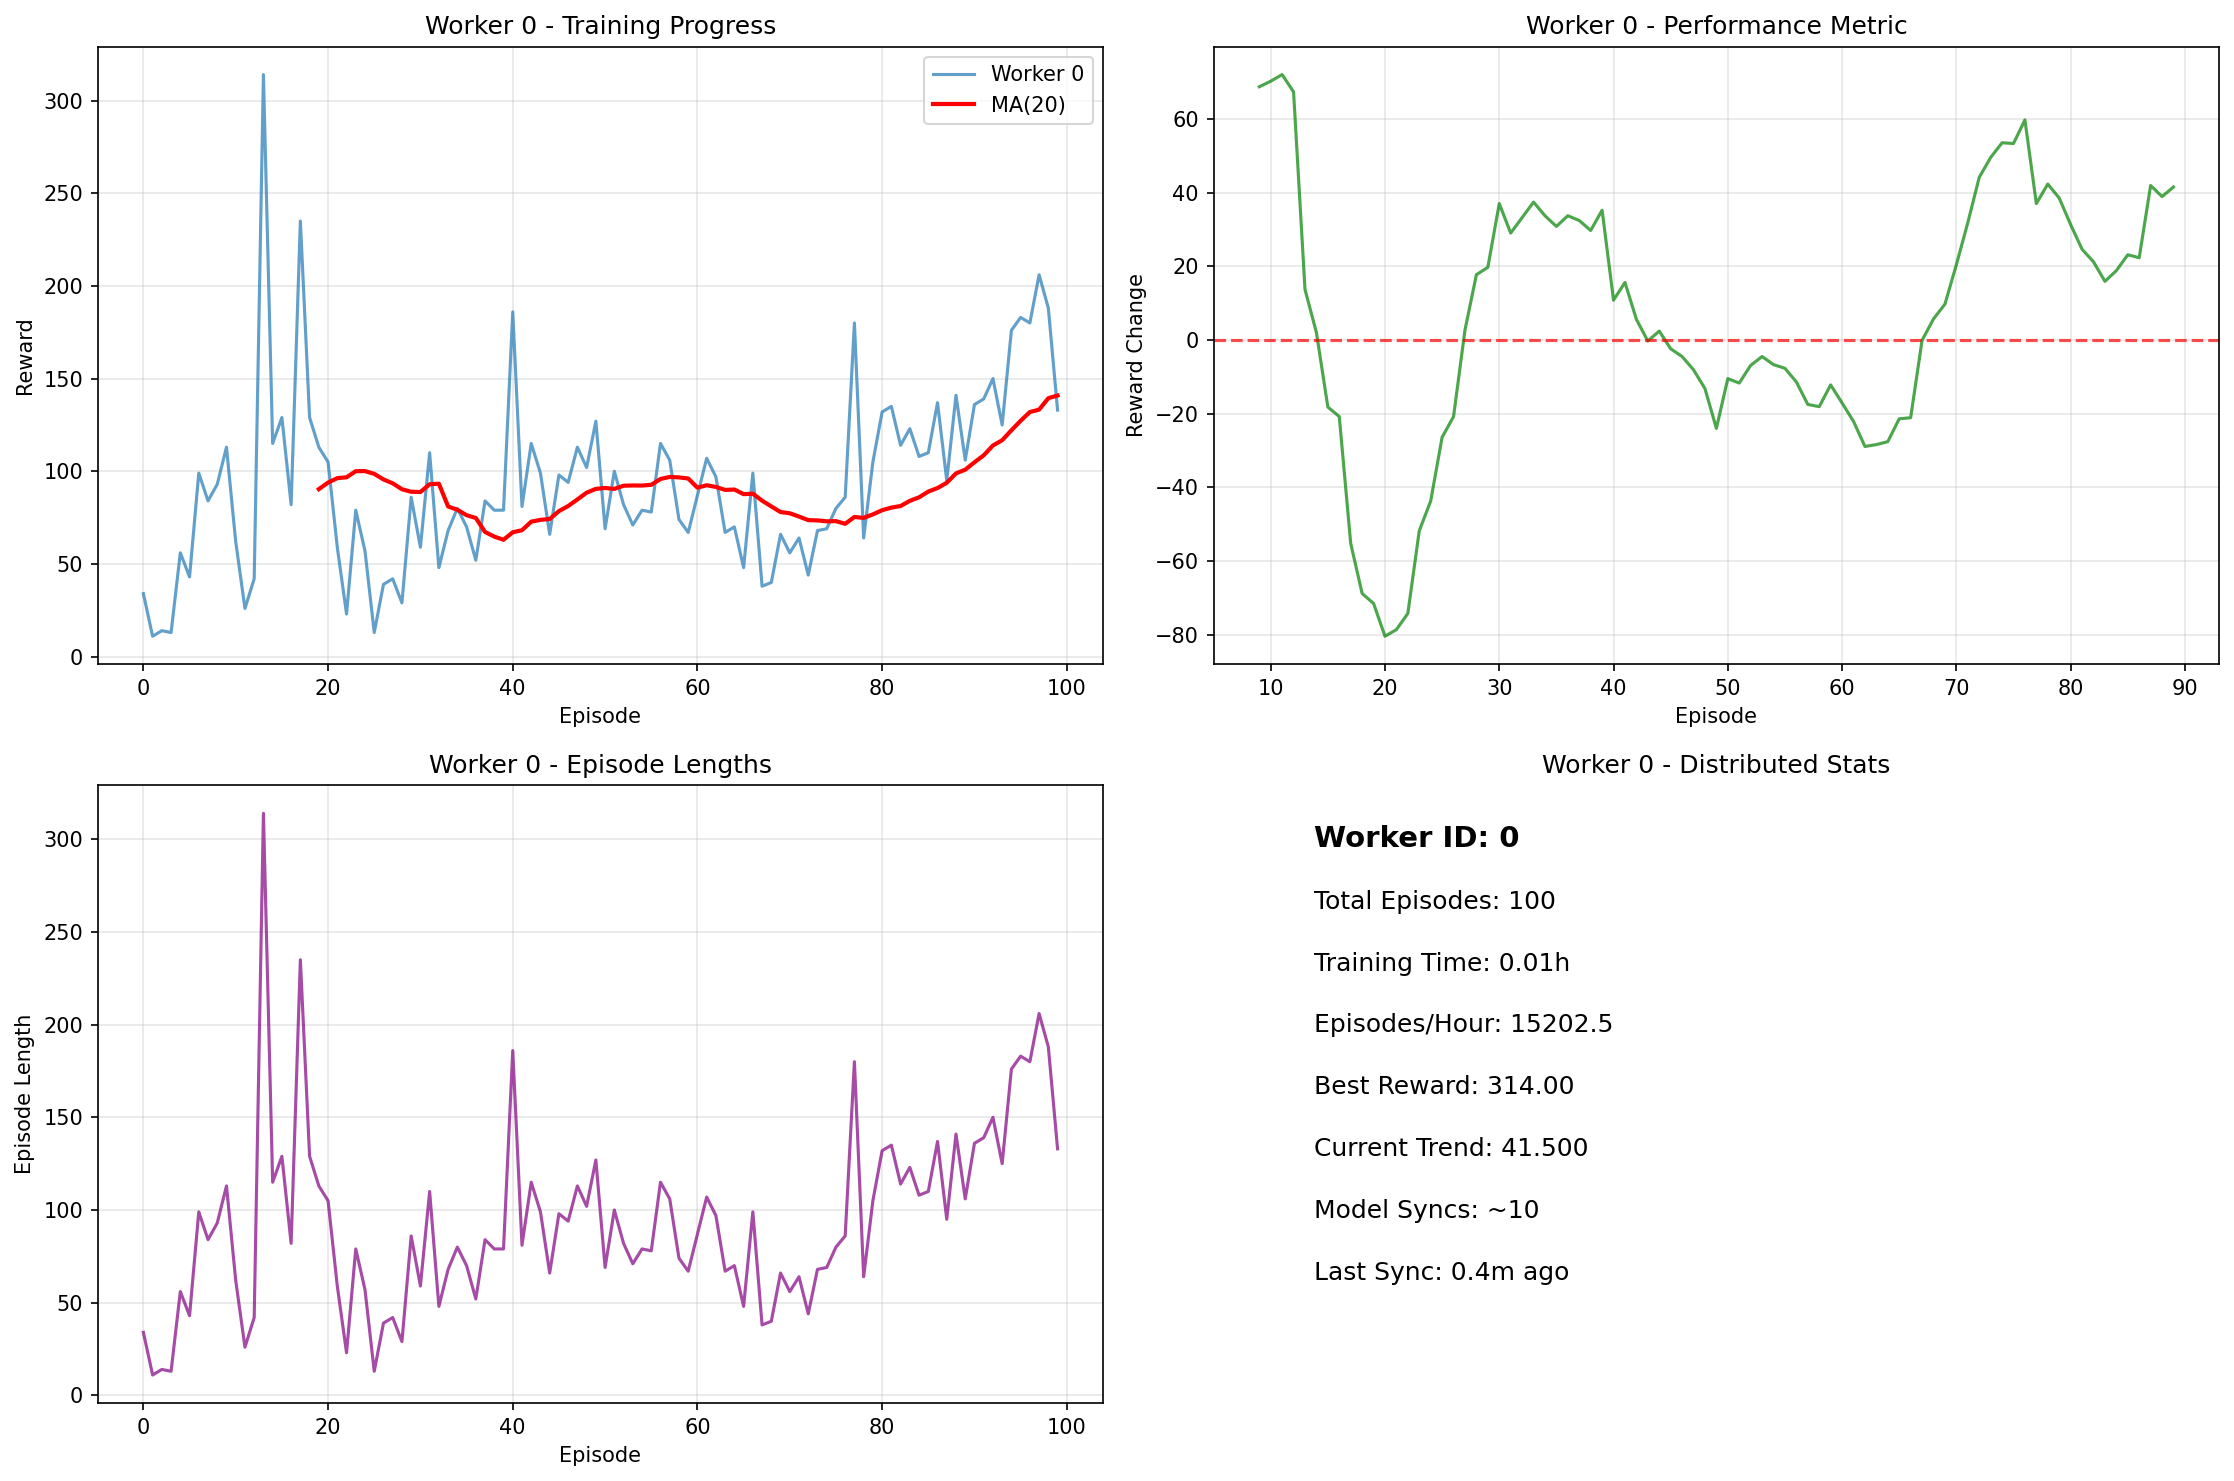 Worker 0 - Training Progress
Reward
300
250
200
150
100
50
0
Worker 0
MA(20)
0 20 40 60 80 100
Episode
Worker 0 - Performance Metric
Reward Change
60
40
20
0
−20
−40
−60
−80
10 20 30 40 50 60 70 80 90
Episode
Worker 0 - Episode Lengths
Episode Length
300
250
200
150
100
50
0
0 20 40 60 80 100
Episode
Worker 0 - Distributed Stats
Worker ID: 0
Total Episodes: 100
Training Time: 0.01h
Episodes/Hour: 15202.5
Best Reward: 314.00
Current Trend: 41.500
Model Syncs: ~10
Last Sync: 0.4m ago